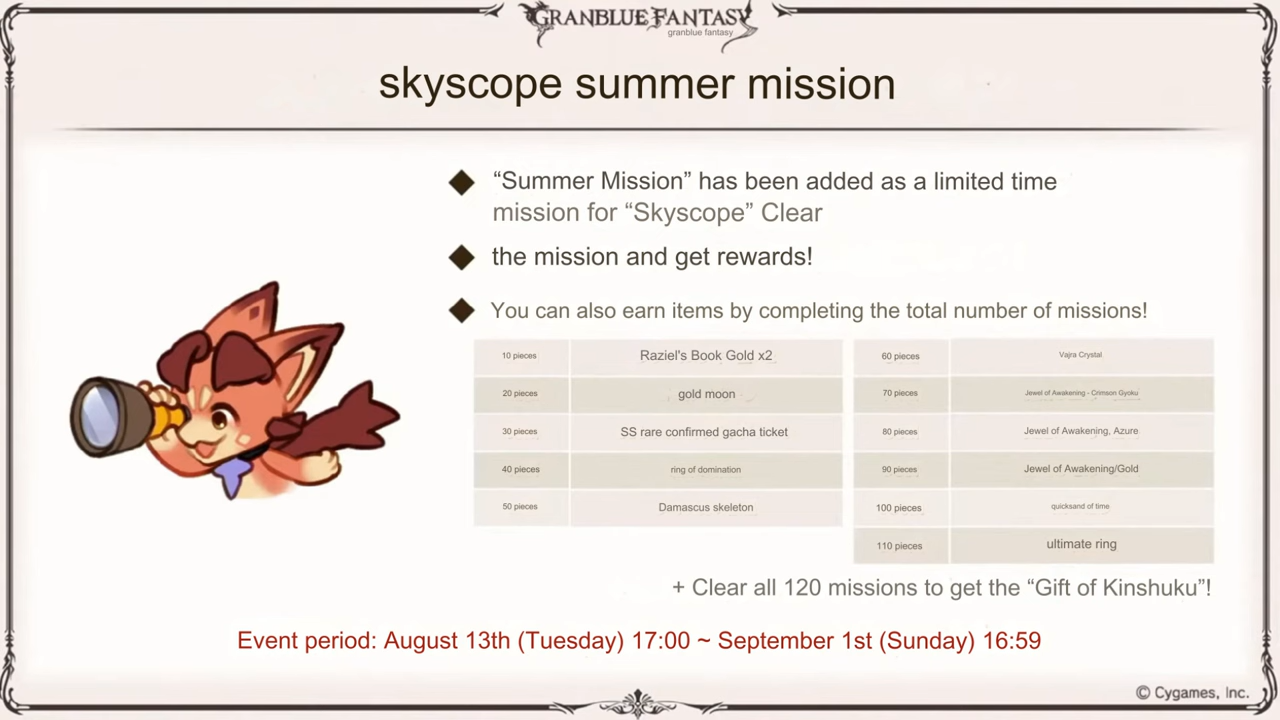 GRANBLUE FANTASY
granblue fantasy
skyscope summer mission
“Summer Mission” has been added as a limited time
mission for “Skyscope” Clear
the mission and get rewards!
You can also earn items by completing the total number of missions!
10 pieces Raziel's Book Gold x2
20 pieces gold moon
30 pieces SS rare confirmed gacha ticket
40 pieces ring of domination
50 pieces Damascus skeleton
60 pieces Vajra Crystal
70 pieces Jewel of Awakening - Crimson Gyoku
80 pieces Jewel of Awakening, Azure
90 pieces Jewel of Awakening/Gold
100 pieces quicksand of time
110 pieces ultimate ring
+ Clear all 120 missions to get the “Gift of Kinshuku”!
Event period: August 13th (Tuesday) 17:00 ~ September 1st (Sunday) 16:59
© Cygames, Inc.